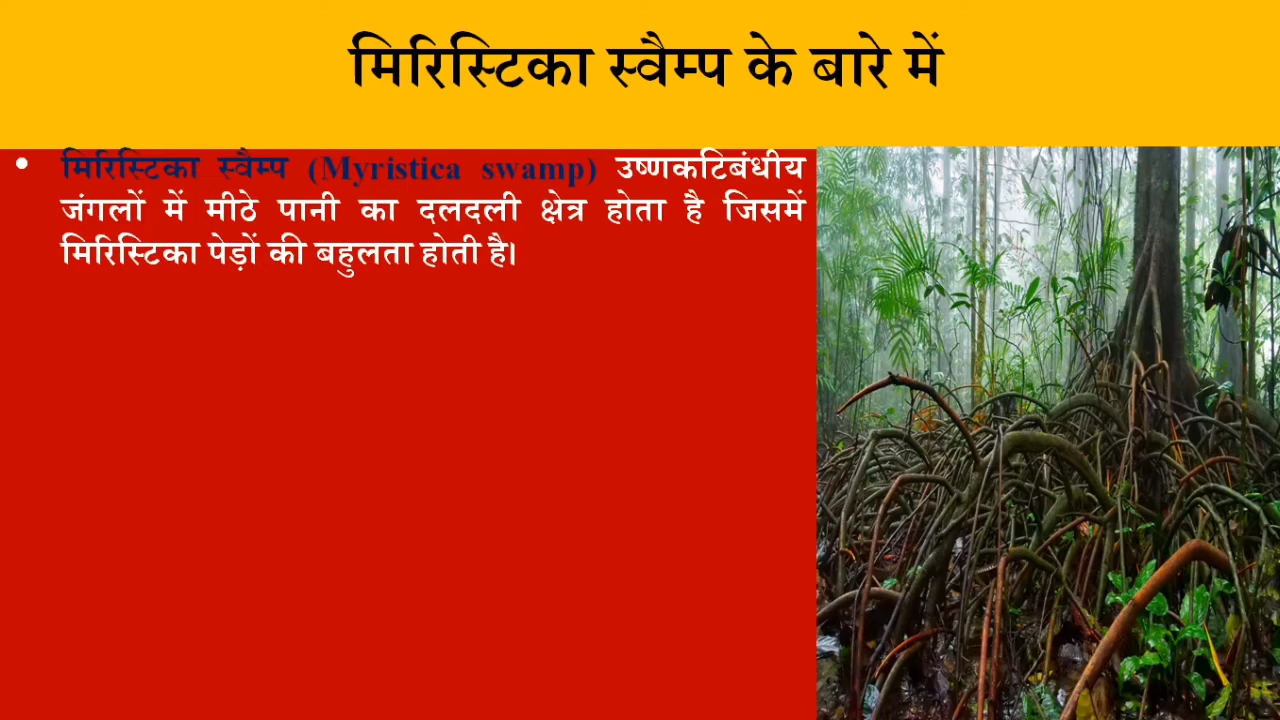 मिरिस्टिका स्वैम्प के बारे में
• मिरिस्टिका स्वैम्प (Myristica swamp) उष्णकटिबंधीय
जंगलों में मीठे पानी का दलदली क्षेत्र होता है जिसमें
मिरिस्टिका पेड़ों की बहुलता होती है।